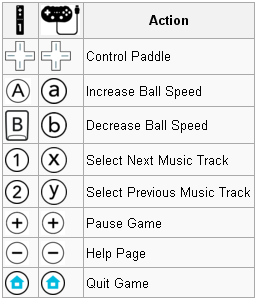 1 Action
Control Paddle
A a Increase Ball Speed
B b Decrease Ball Speed
1 x Select Next Music Track
2 y Select Previous Music Track
+ + Pause Game
− − Help Page
Quit Game